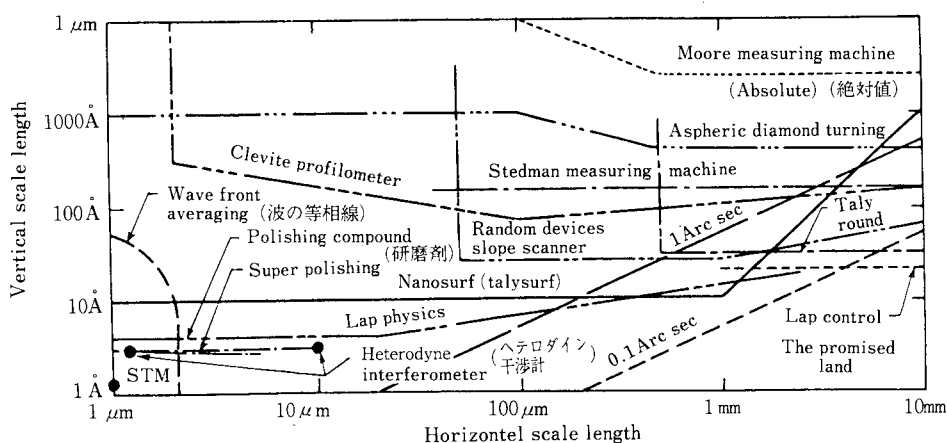 1 μm
Moore measuring machine
(Absolute) (絶対値)
1000Å
Aspheric diamond turning
Clevite profilometer
Stedman measuring machine
Wave front
averaging (波の等相線)
100Å
Random devices
slope scanner
1 Arc sec
Taly
round
Polishing compound
(研磨剤)
Super polishing
Nanosurf (talysurf)
10Å
Lap physics
Lap control
0.1 Arc sec
Heterodyne
interferometer
(ヘテロダイン
干渉計)
The promised
land
STM
1Å
1 μm
10 μm
100 μm
1 mm
10mm
Vertical scale length
Horizontel scale length